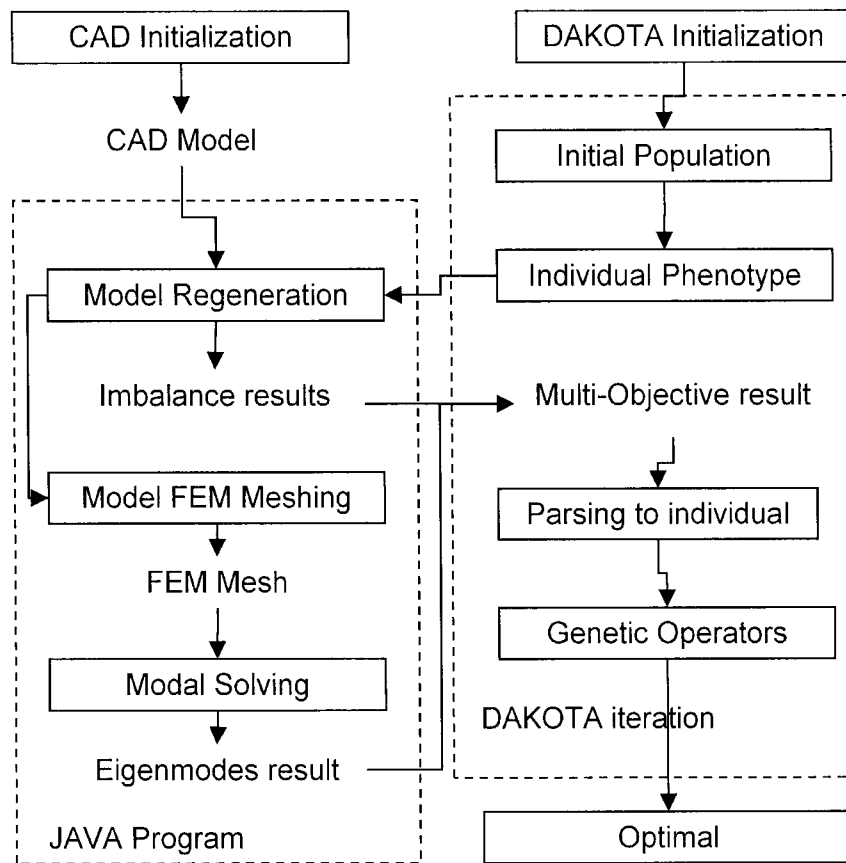 CAD Initialization
CAD Model
Model Regeneration
Imbalance results
Model FEM Meshing
FEM Mesh
Modal Solving
Eigenmodes result
JAVA Program
DAKOTA Initialization
Initial Population
Individual Phenotype
Multi-Objective result
Parsing to individual
Genetic Operators
DAKOTA iteration
Optimal